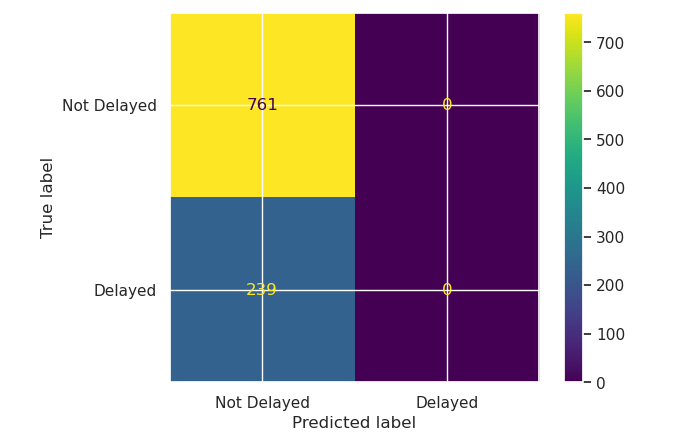 Not Delayed
Delayed
True label
761
0
239
0
Not Delayed
Delayed
Predicted label
700
600
500
400
300
200
100
0